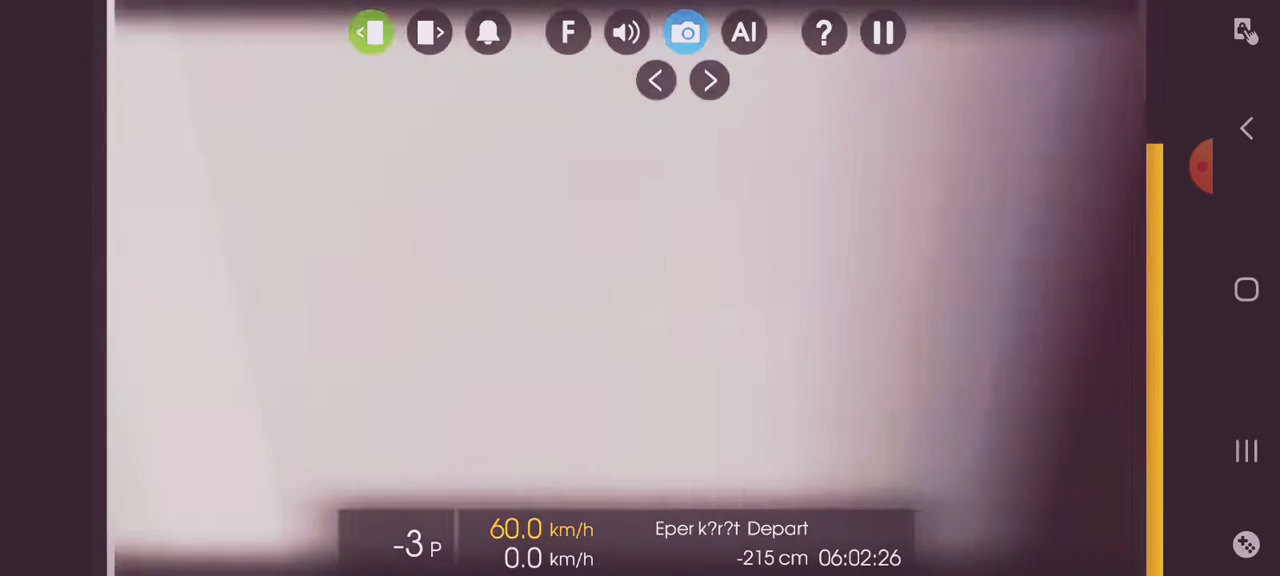 F
AI
?
-3 P
60.0 km/h
0.0 km/h
Eper k?r?t Depart
-215 cm 06:02:26